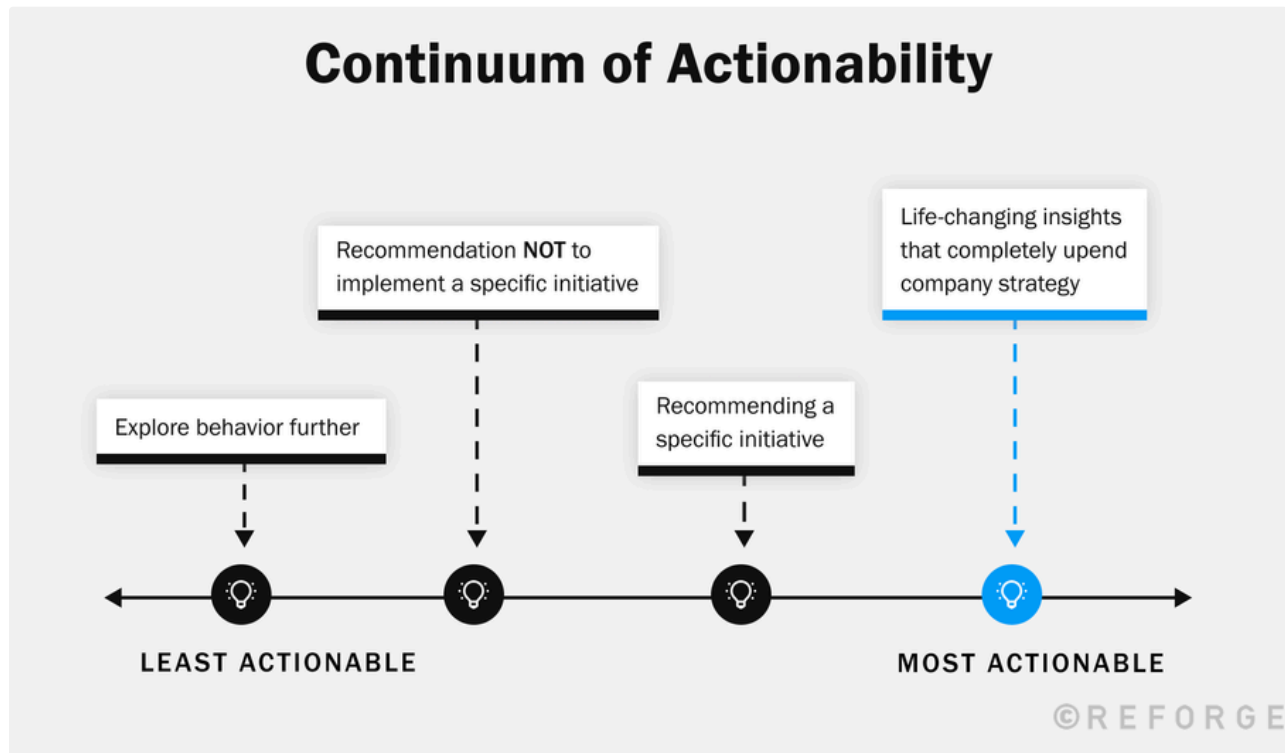 Continuum of Actionability
Life-changing insights
that completely upend
company strategy
Recommendation NOT to
implement a specific initiative
Recommending a
specific initiative
Explore behavior further
LEAST ACTIONABLE
MOST ACTIONABLE
©REFORGE